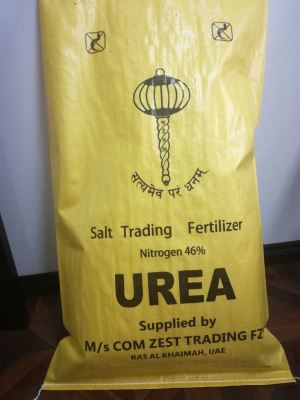 सत्यमेव परं धनम्
Salt Trading Fertilizer
Nitrogen 46%
UREA
Supplied by
M/s COM ZEST TRADING FZ
RAS AL KHAIMAH, UAE